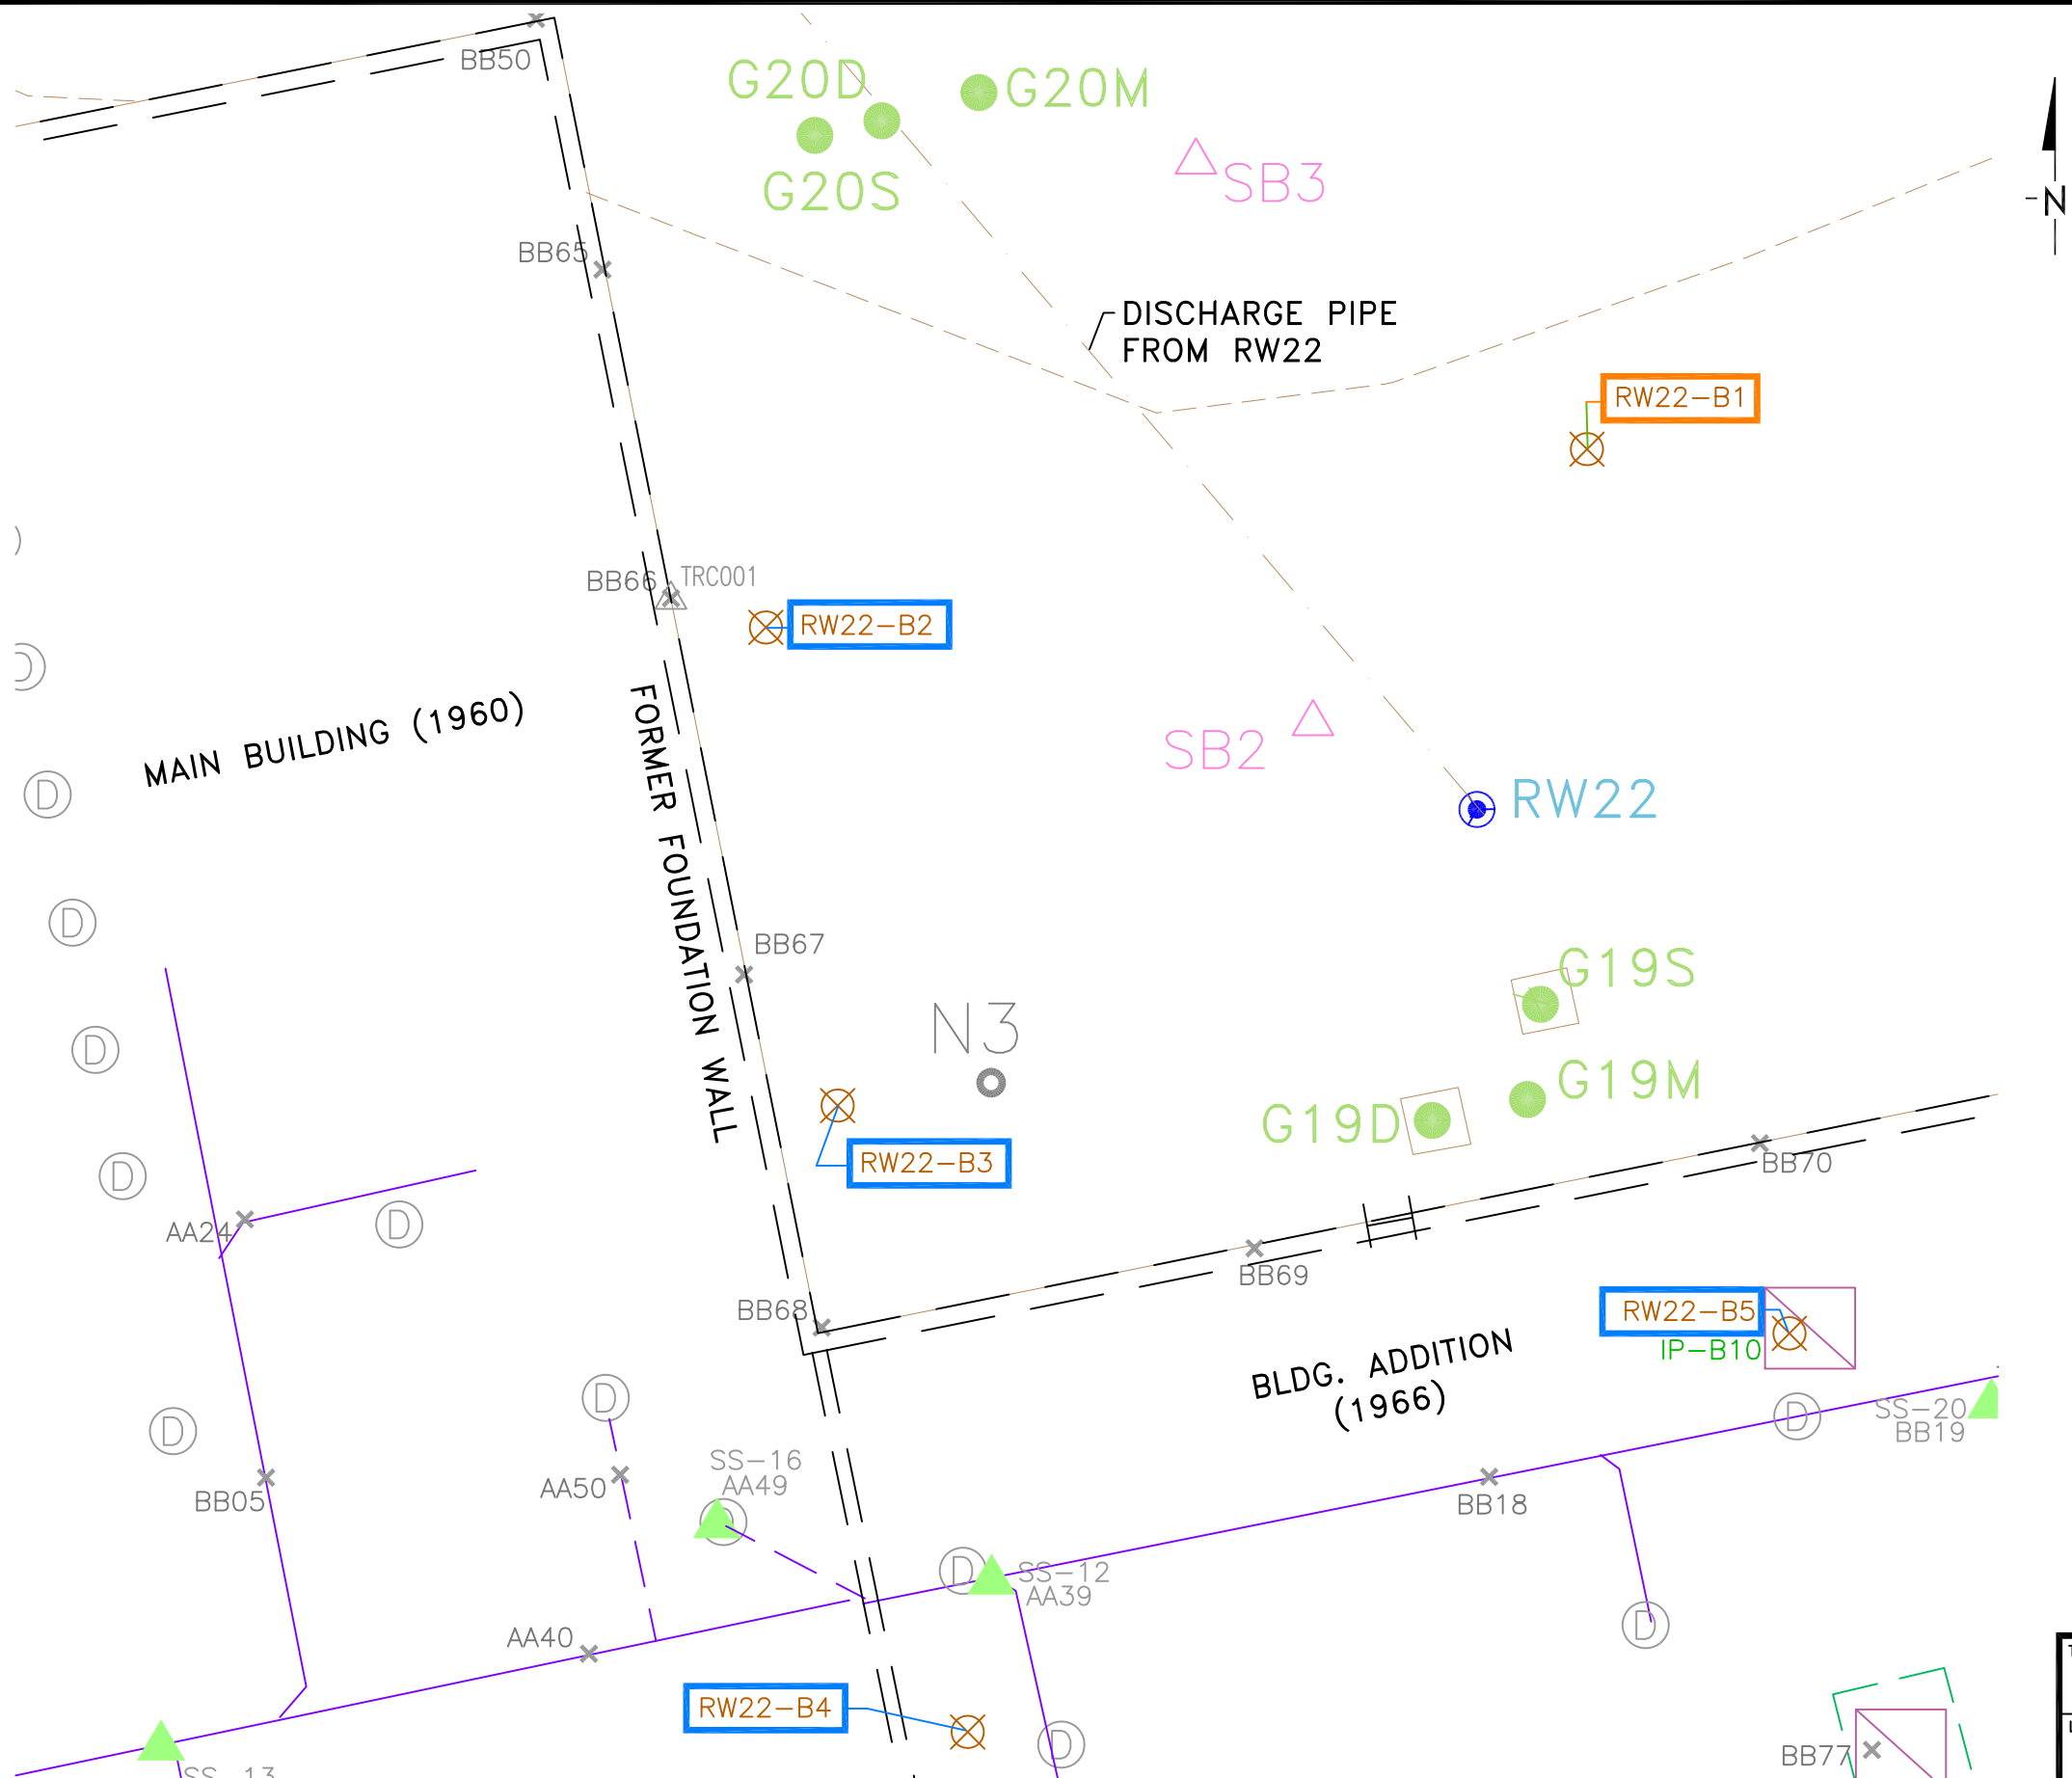 BB50
G20D
G20M
G20S
SB3
N
BB65
DISCHARGE PIPE
FROM RW22
RW22-B1
BB66
TRC001
RW22-B2
MAIN BUILDING (1960)
FORMER FOUNDATION WALL
SB2
RW22
D
D
D
BB67
G19S
N3
D
G19M
G19D
RW22-B3
BB70
D
AA24
D
BB69
BB68
RW22-B5
IP-B10
BLDG. ADDITION
(1966)
D
D
D
SS-20
BB19
SS-16
AA49
AA50
BB05
BB18
D
SS-12
AA39
D
AA40
RW22-B4
D
BB77
SS-13